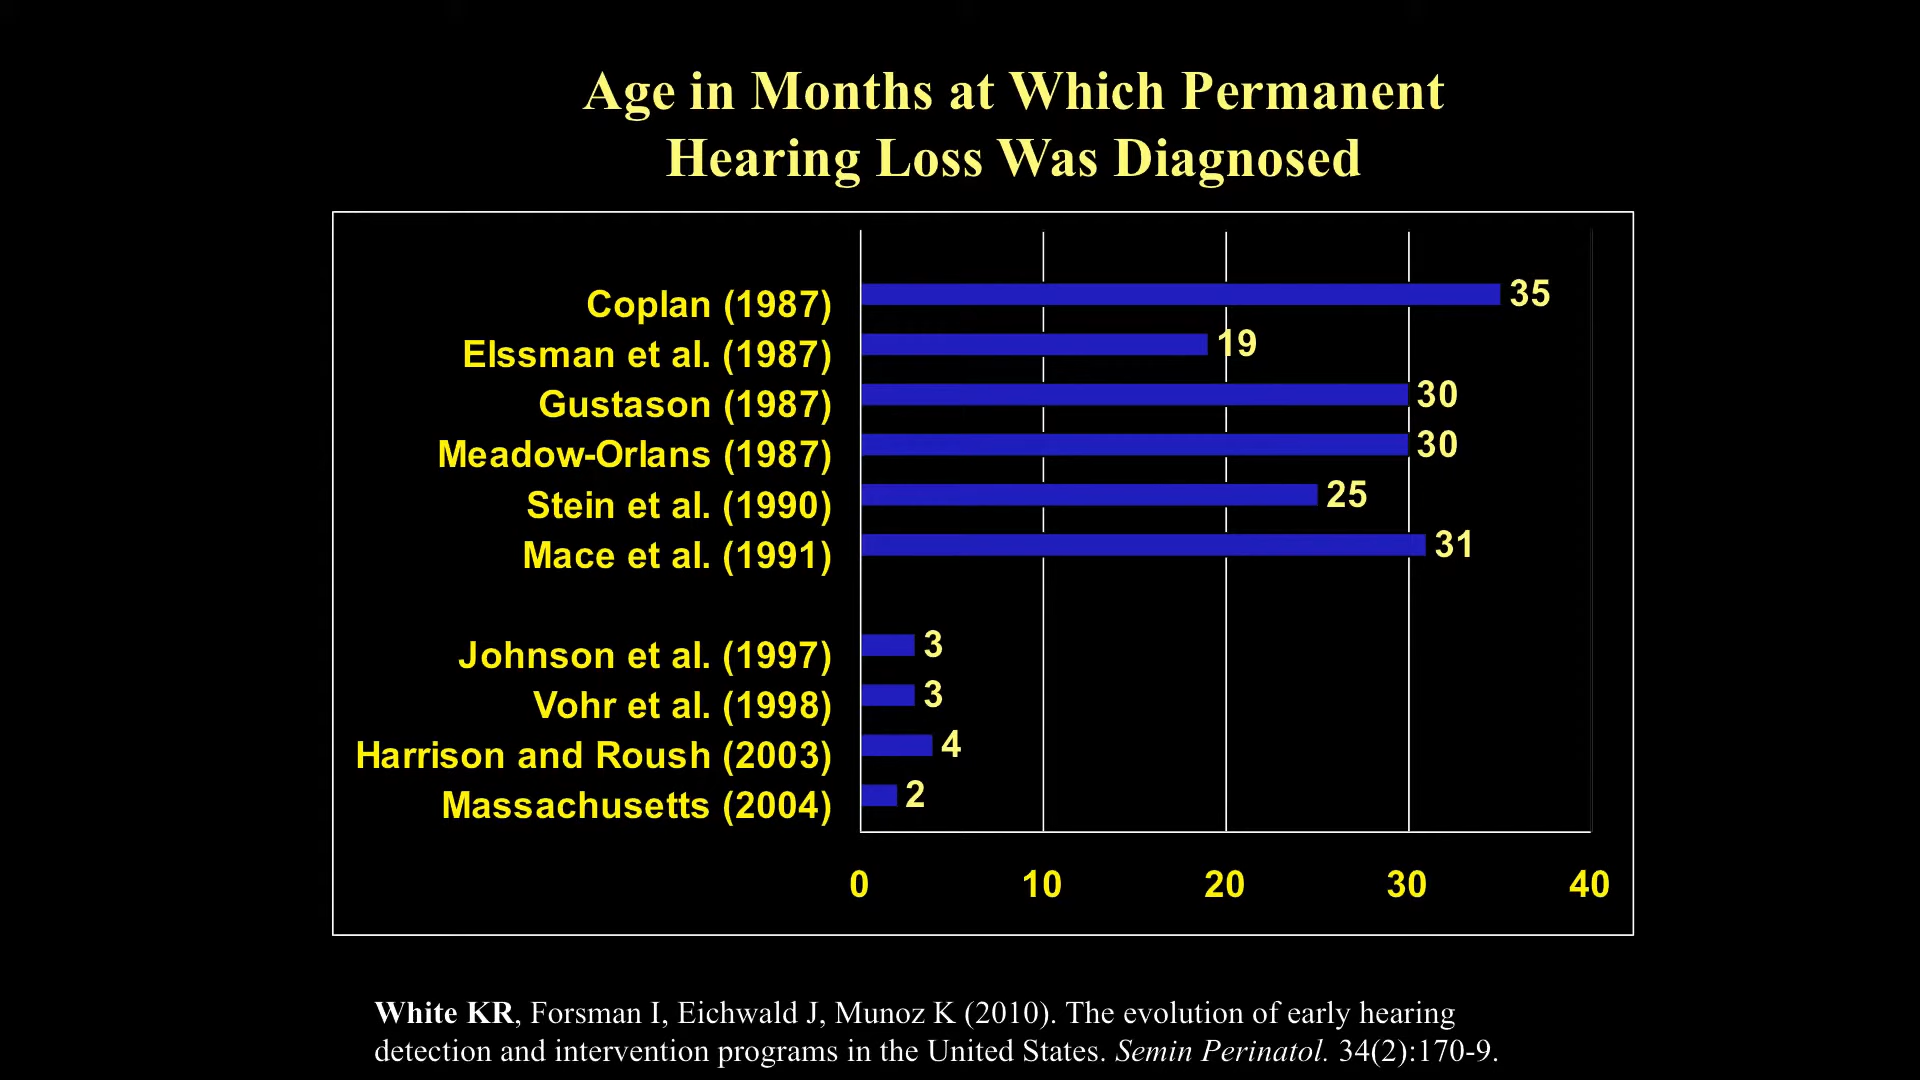 Age in Months at Which Permanent
Hearing Loss Was Diagnosed
Coplan (1987) 35
Elssman et al. (1987) 19
Gustason (1987) 30
Meadow-Orlans (1987) 30
Stein et al. (1990) 25
Mace et al. (1991) 31
Johnson et al. (1997) 3
Vohr et al. (1998) 3
Harrison and Roush (2003) 4
Massachusetts (2004) 2
0 10 20 30 40
White KR, Forsman I, Eichwald J, Munoz K (2010). The evolution of early hearing
detection and intervention programs in the United States. Semin Perinatol. 34(2):170-9.